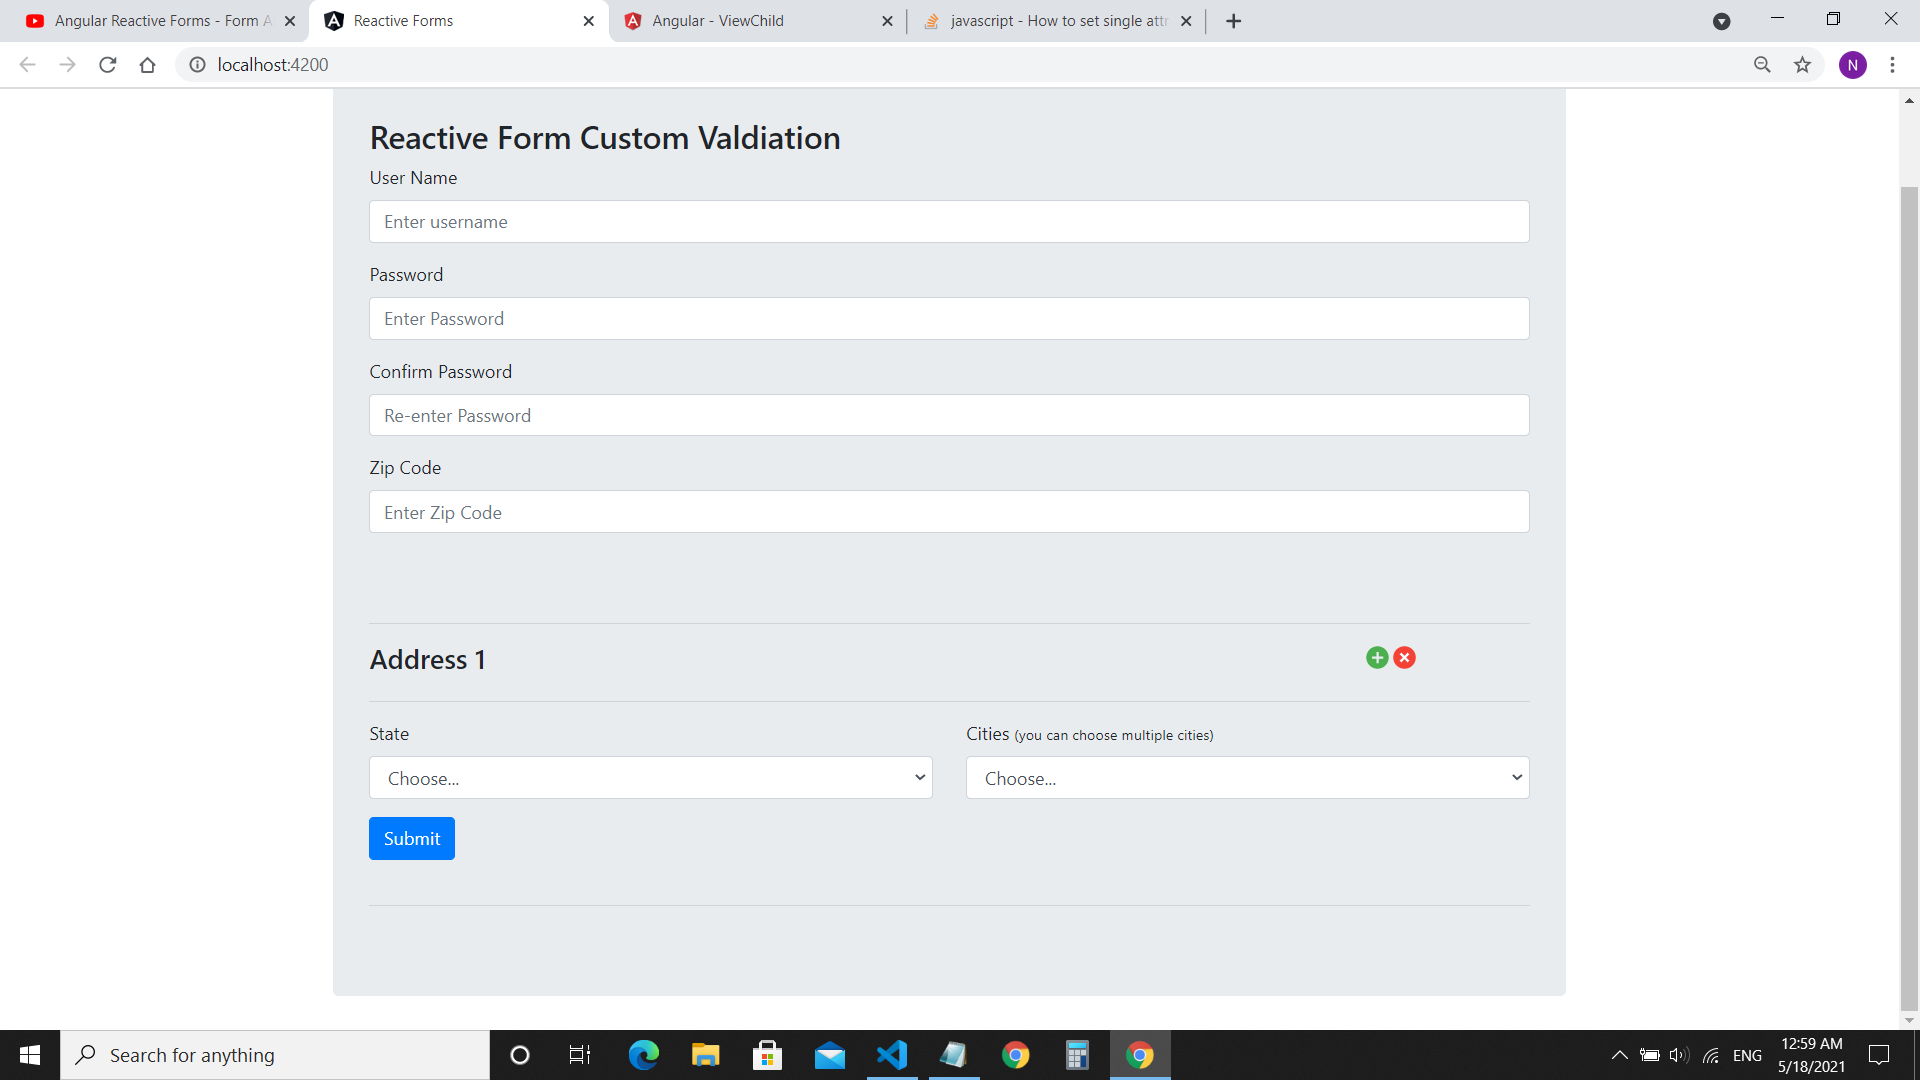 Angular Reactive Forms - Form A
Reactive Forms
Angular - ViewChild
javascript - How to set single attr
localhost:4200
N
Reactive Form Custom Valdiation
User Name
Enter username
Password
Enter Password
Confirm Password
Re-enter Password
Zip Code
Enter Zip Code
Address 1
State
Cities (you can choose multiple cities)
Choose...
Choose...
Submit
Search for anything
ENG
12:59 AM
5/18/2021